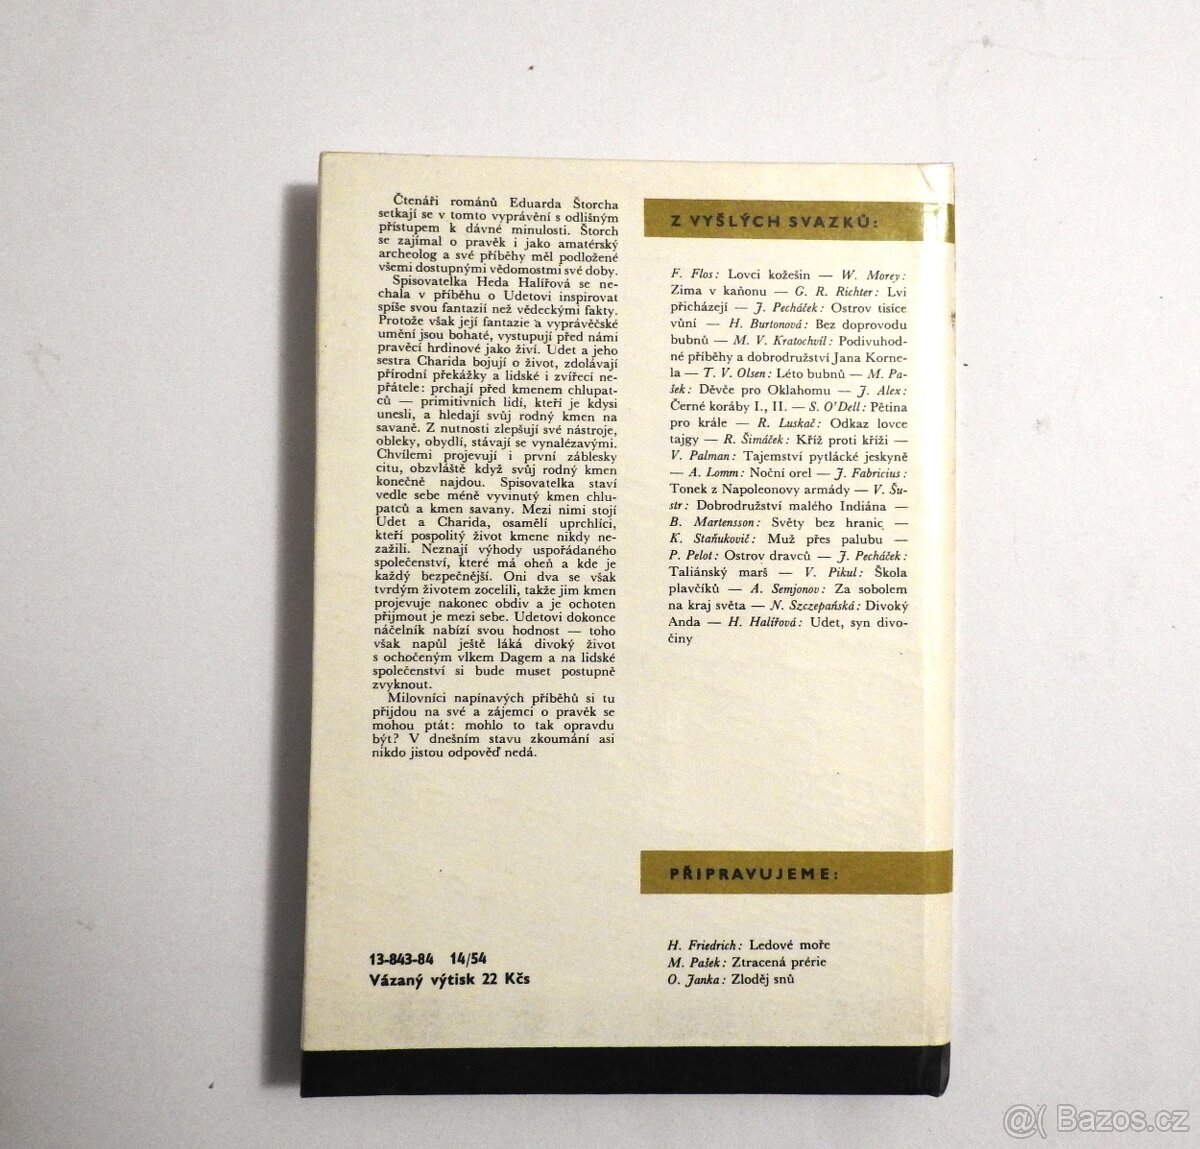 Čtenáři románů Eduarda Štorcha
setkají se v tomto vyprávění s odlišným
přístupem k dávné minulosti. Štorch
se zajímal o pravěk i jako amatérský
archeolog a své příběhy měl podložené
všemi dostupnými vědomostmi své doby.
Spisovatelka Heda Halířová se ne-
chala v příběhu o Udetovi inspirovat
spíše svou fantazií než vědeckými fakty.
Protože však její fantazie a vyprávěčské
umění jsou bohaté, vystupují před námi
pravěcí hrdinové jako živí. Udet a jeho
sestra Charida bojují o život, zdolávají
přírodní překážky a lidské i zvířecí ne-
přátele: prchají před kmenem chlupat-
ců — primitivních lidí, kteří je kdysi
unesli, a hledají svůj rodný kmen na
savaně. Z nutnosti zlepšují své nástroje,
obleky, obydlí, stávají se vynalézavými.
Chvílemi projevují i první záblesky
citu, obzvláště když svůj rodný kmen
konečně najdou. Spisovatelka staví
vedle sebe méně vyvinutý kmen chlu-
patců a kmen savany. Mezi nimi stojí
Udet a Charida, osamělí uprchlíci,
kteří pospolitý život kmene nikdy ne-
zažili. Neznají výhody uspořádaného
společenství, které má oheň a kde je
každý bezpečnější. Oni dva se však
tvrdým životem zocelili, takže jim kmen
projevuje nakonec obdiv a je ochoten
přijmout je mezi sebe. Udetovi dokonce
náčelník nabízí svou hodnost — toho
však napůl ještě láká divoký život
s ochočeným vlkem Dagem a na lidské
společenství si bude muset postupně
zvyknout.
Milovníci napínavých příběhů si tu
přijdou na své a zájemci o pravěk se
mohou ptát: mohlo to tak opravdu
být? V dnešním stavu zkoumání asi
nikdo jistou odpověď nedá.
13-843-84 14/54
Vázaný výtisk 22 Kčs
Z VYŠLÝCH SVAZKŮ:
F. Flos: Lovci kožešin — W. Morey:
Zima v kaňonu — G. R. Richter: Lvi
přicházejí — J. Pecháček: Ostrov tisíce
vůní — H. Burtonová: Bez doprovodu
bubnů — M. V. Kratochvíl: Podivuhod-
né příběhy a dobrodružství Jana Korne-
la — T. V. Olsen: Léto bubnů — M. Pa-
šek: Děvče pro Oklahomu — J. Alex:
Černé koráby I., II. — S. O'Dell: Pětina
pro krále — R. Luskač: Odkaz lovce
tajgy — R. Šimáček: Kříž proti kříži —
V. Palman: Tajemství pytlácké jeskyně
— A. Lomm: Noční orel — J. Fabricius:
Tonek z Napoleonovy armády — V. Šu-
str: Dobrodružství malého Indiána —
B. Martensson: Světy bez hranic —
K. Staňukovič: Muž přes palubu —
P. Pelot: Ostrov dravců — J. Pecháček:
Taliánský marš — V. Pikul: Škola
plavčíků — A. Semjonov: Za sobolem
na kraj světa — N. Szczepańská: Divoký
Anda — H. Halířová: Udet, syn divo-
činy
PŘIPRAVUJEME:
H. Friedrich: Ledové moře
M. Pašek: Ztracená prérie
O. Janka: Zloděj snů
@( Bazos.cz